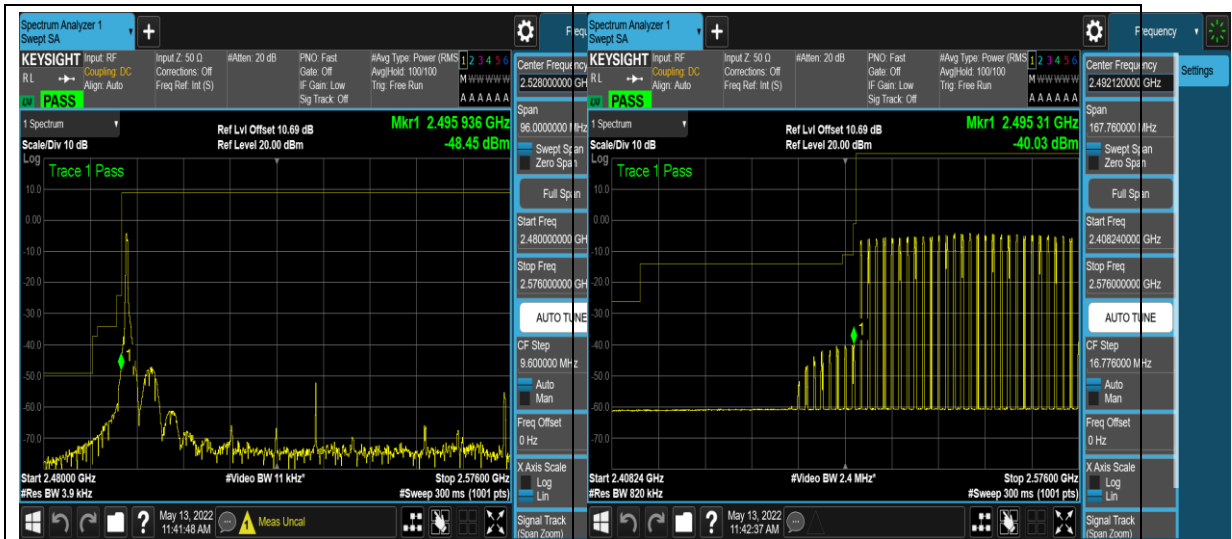 Spectrum Analyzer 1
Swept SA
+
Frequ
KEYSIGHT
RL
Input: RF
Coupling: DC
Align: Auto
Input Z: 50 Ω
Corrections: Off
Freq Ref: Int (S)
#Atten: 20 dB
PNO: Fast
Gate: Off
IF Gain: Low
Sig Track: Off
#Avg Type: Power (RMS
Avg|Hold: 100/100
Trig: Free Run
1 2 3 4 5 6
M W W W W W
A A A A A A
PASS
1 Spectrum
Scale/Div 10 dB
Ref Lvl Offset 10.69 dB
Ref Level 20.00 dBm
Mkr1 2.495 936 GHz
-48.45 dBm
Log
Trace 1 Pass
10.0
0.00
-10.0
-20.0
-30.0
-40.0
-50.0
-60.0
-70.0
1
Start 2.48000 GHz
#Res BW 3.9 kHz
#Video BW 11 kHz*
Stop 2.57600 GHz
#Sweep 300 ms (1001 pts)
Center Frequency
2.528000000 G
Span
96.0000000 MHz
Swept Span
Zero Span
Full Span
Start Freq
2.480000000 GH
Stop Freq
2.576000000 GH
AUTO TUNE
CF Step
9.600000 MHz
Auto
Man
Freq Offset
0 Hz
X Axis Scale
Log
Lin
Signal Track
(Span Zoom)
?
May 13, 2022
11:41:48 AM
Meas Uncal
Spectrum Analyzer 1
Swept SA
+
Frequency
Settings
KEYSIGHT
RL
Input: RF
Coupling: DC
Align: Auto
Input Z: 50 Ω
Corrections: Off
Freq Ref: Int (S)
#Atten: 20 dB
PNO: Fast
Gate: Off
IF Gain: Low
Sig Track: Off
#Avg Type: Power (RMS
Avg|Hold: 100/100
Trig: Free Run
1 2 3 4 5 6
M W W W W W
A A A A A A
PASS
1 Spectrum
Scale/Div 10 dB
Ref Lvl Offset 10.69 dB
Ref Level 20.00 dBm
Mkr1 2.495 31 GHz
-40.03 dBm
Log
Trace 1 Pass
10.0
0.00
-10.0
-20.0
-30.0
-40.0
-50.0
-60.0
-70.0
1
Start 2.40824 GHz
#Res BW 820 kHz
#Video BW 2.4 MHz*
Stop 2.57600 GHz
#Sweep 300 ms (1001 pts)
Center Frequency
2.492120000 GHz
Span
167.760000 MHz
Swept Span
Zero Span
Full Span
Start Freq
2.408240000 GHz
Stop Freq
2.576000000 GHz
AUTO TUNE
CF Step
16.776000 MHz
Auto
Man
Freq Offset
0 Hz
X Axis Scale
Log
Lin
Signal Track
(Span Zoom)
?
May 13, 2022
11:42:37 AM